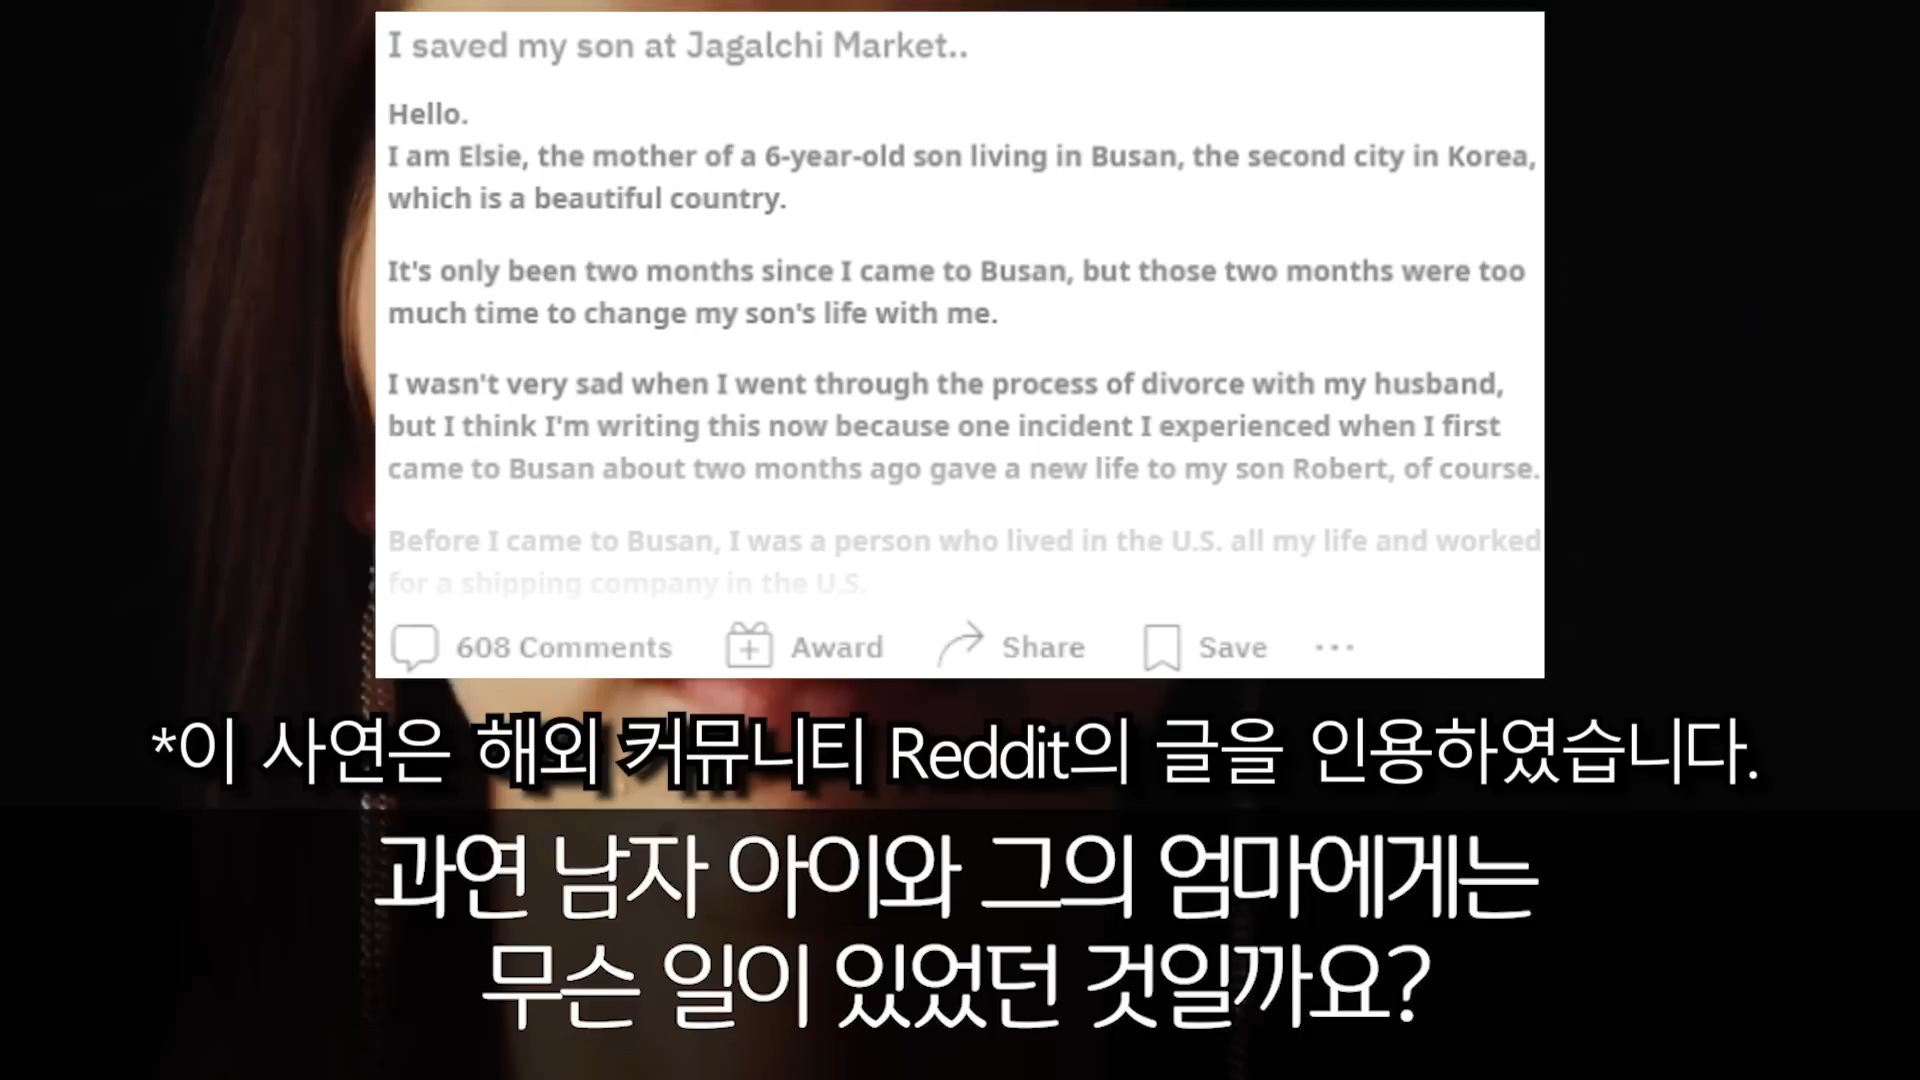 I saved my son at Jagalchi Market..
Hello.
I am Elsie, the mother of a 6-year-old son living in Busan, the second city in Korea,
which is a beautiful country.
It's only been two months since I came to Busan, but those two months were too
much time to change my son's life with me.
I wasn't very sad when I went through the process of divorce with my husband,
but I think I'm writing this now because one incident I experienced when I first
came to Busan about two months ago gave a new life to my son Robert, of course.
Before I came to Busan, I was a person who lived in the U.S. all my life and worked
for a shipping company in the U.S.
608 Comments Award Share Save ...
*이 사연은 해외 커뮤니티 Reddit의 글을 인용하였습니다.
과연 남자 아이와 그의 엄마에게는
무슨 일이 있었던 것일까요?